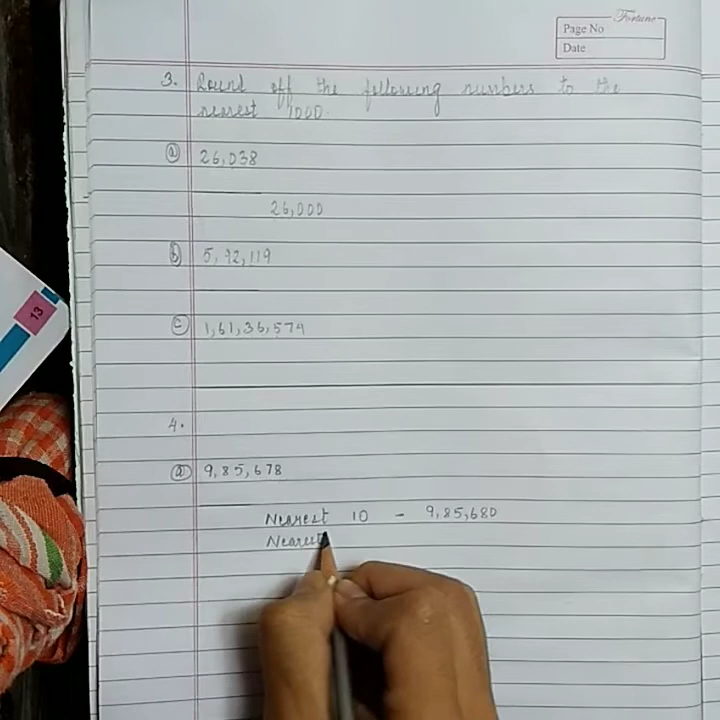 Fortune
Page No
Date
3. Round off the following numbers to the
nearest 1000.
(a) 26,038
26,000
(b) 5,92,119
(c) 1,61,36,574
4.
(a) 9,85,678
Nearest 10 - 9,85,680
Nearest
13